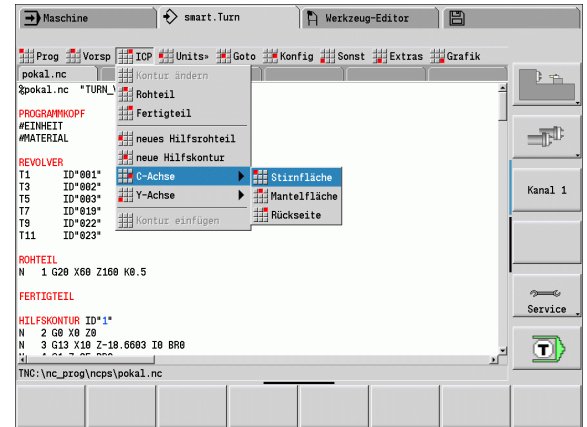 Maschine smart.Turn Werkzeug-Editor
Prog Vorsp ICP Units» Goto Konfig Sonst Extras Grafik
pokal.nc
Kontur ändern
Rohteil
Fertigteil
neues Hilfsrohteil
neue Hilfskontur
C-Achse
Y-Achse
Kontur einfügen
Stirnfläche
Mantelfläche
Rückseite
%pokal.nc "TURN_
PROGRAMMKOPF
#EINHEIT
#MATERIAL
REVOLVER
T1 ID"001"
T3 ID"002"
T5 ID"003"
T7 ID"019"
T9 ID"022"
T11 ID"023"
ROHTEIL
N 1 G20 X60 Z160 K0.5
FERTIGTEIL
HILFSKONTUR ID"1"
N 2 G0 X0 Z0
N 3 G13 X10 Z-18.6603 I0 BR0
TNC:\nc_prog\ncps\pokal.nc
Kanal 1
Service
T